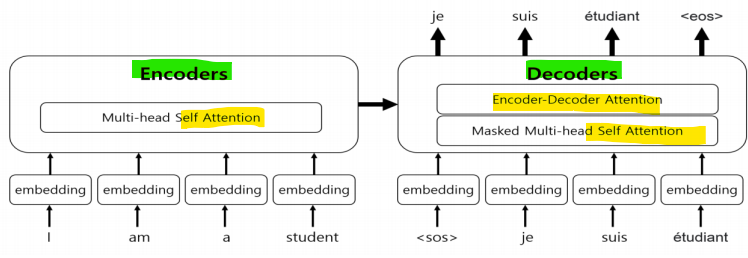 je suis étudiant <eos>
Encoders
Decoders
Encoder-Decoder Attention
Multi-head Self Attention
Masked Multi-head Self Attention
embedding embedding embedding embedding embedding embedding embedding embedding
I am a student <sos> je suis étudiant